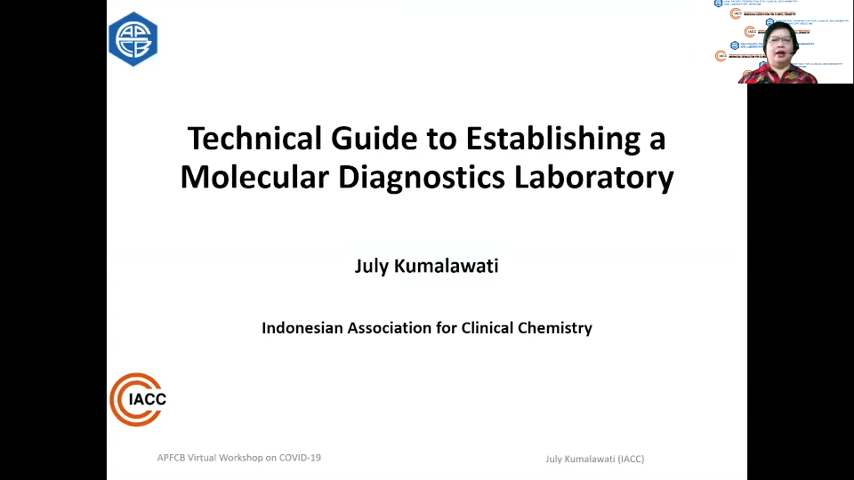 APFCB
Technical Guide to Establishing a
Molecular Diagnostics Laboratory
July Kumalawati
Indonesian Association for Clinical Chemistry
IACC
APFCB Virtual Workshop on COVID-19
July Kumalawati (IACC)